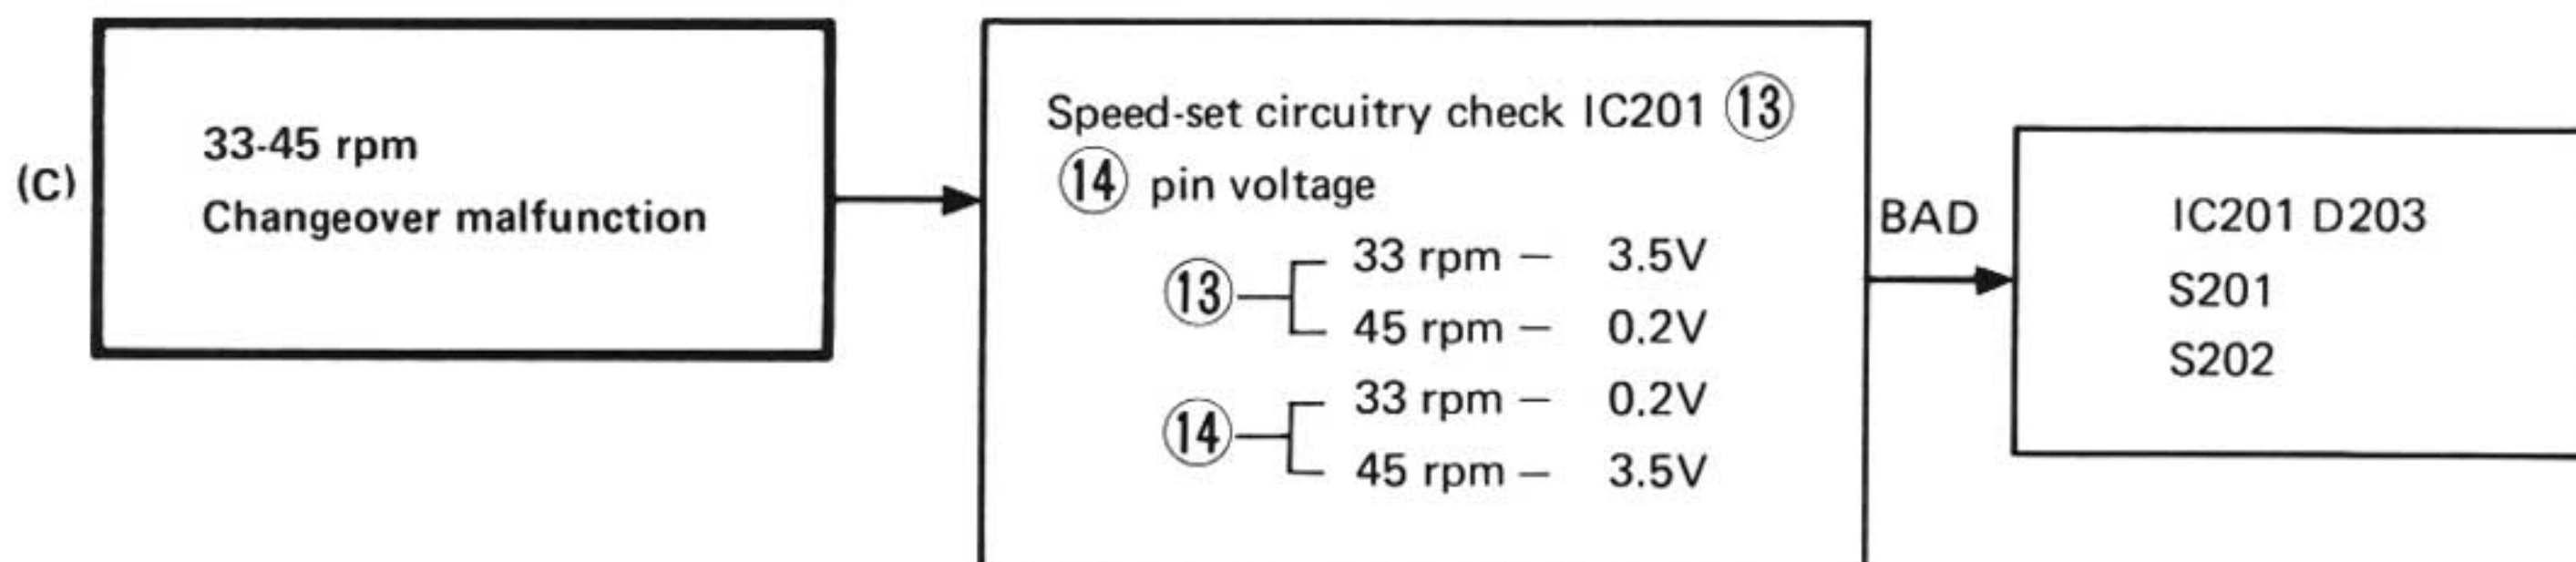 (C)
33-45 rpm
Changeover malfunction
Speed-set circuitry check IC201 ⑬
⑭ pin voltage
⑬ 33 rpm — 3.5V
45 rpm — 0.2V
⑭ 33 rpm — 0.2V
45 rpm — 3.5V
BAD
IC201 D203
S201
S202